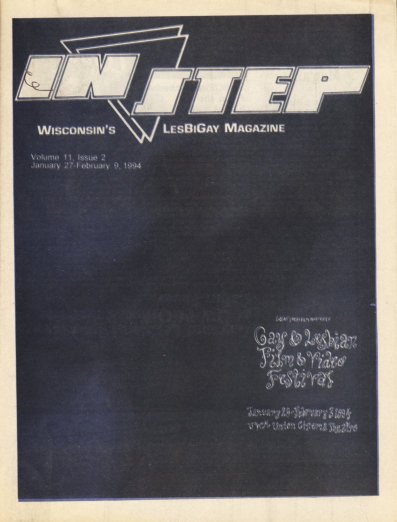 IN STEP
WISCONSIN'S LESBIGAY MAGAZINE
Volume 11, Issue 2
January 27-February 9, 1994
Gay & Lesbian
Film & Video
Festival
UWM Union Cinema Theatre